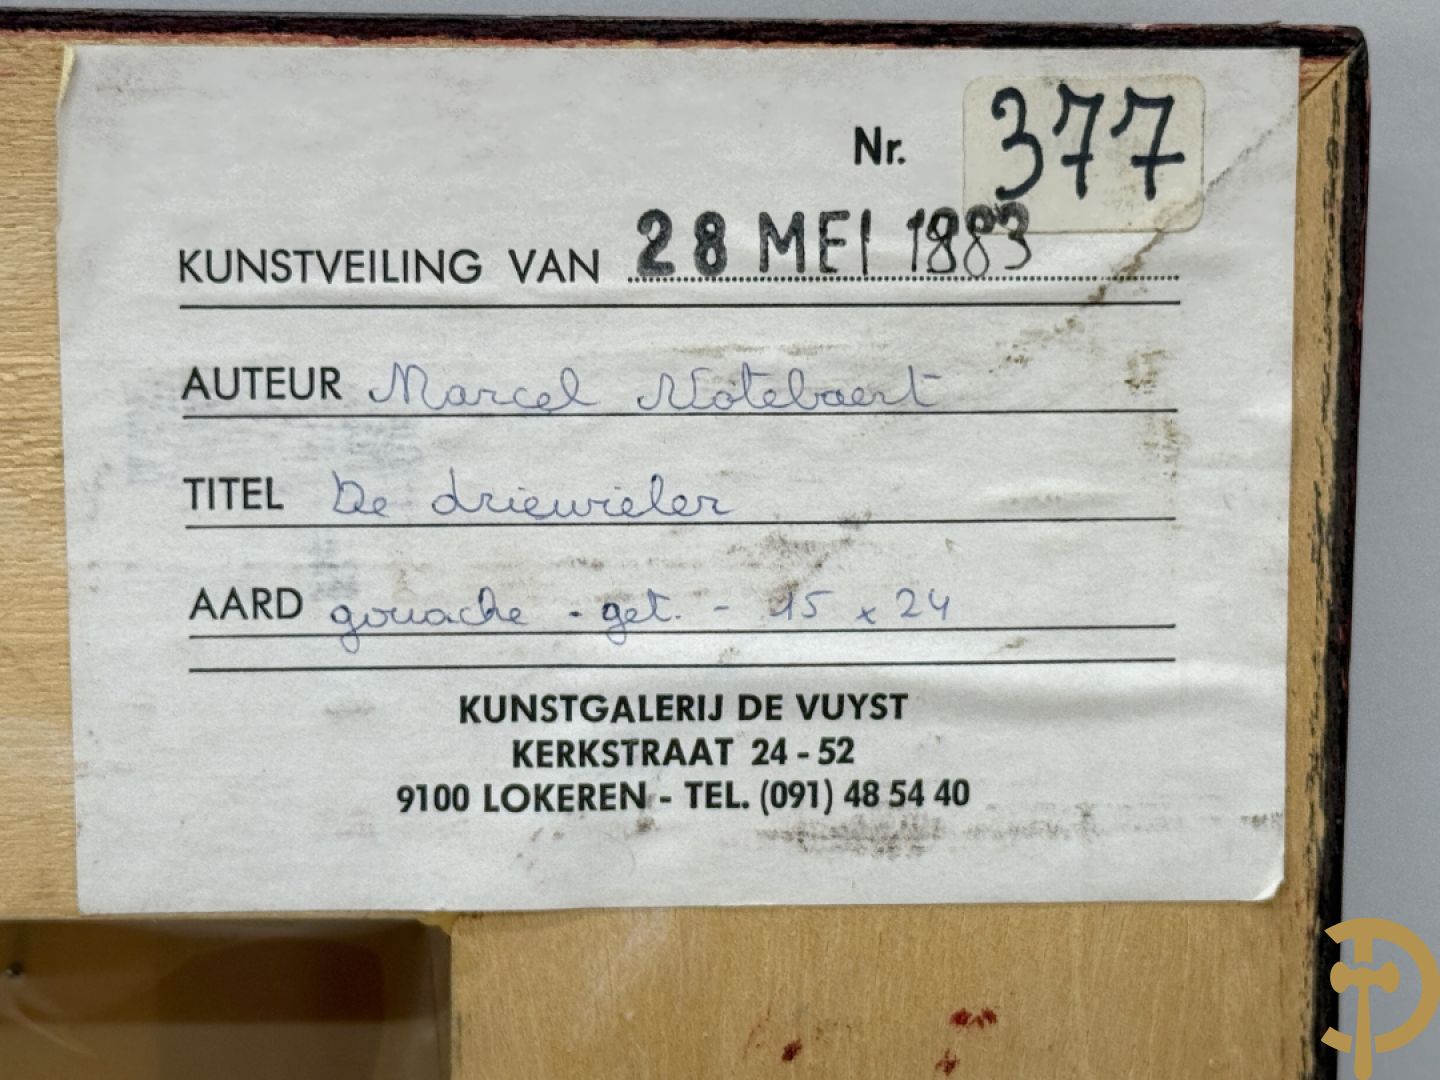 Nr. 377
KUNSTVEILING VAN 28 MEI 1983
AUTEUR Marcel Notebaert
TITEL De driewieler
AARD gouache - get. - 15 x 24
KUNSTGALERIJ DE VUYST
KERKSTRAAT 24 - 52
9100 LOKEREN - TEL. (091) 48 54 40